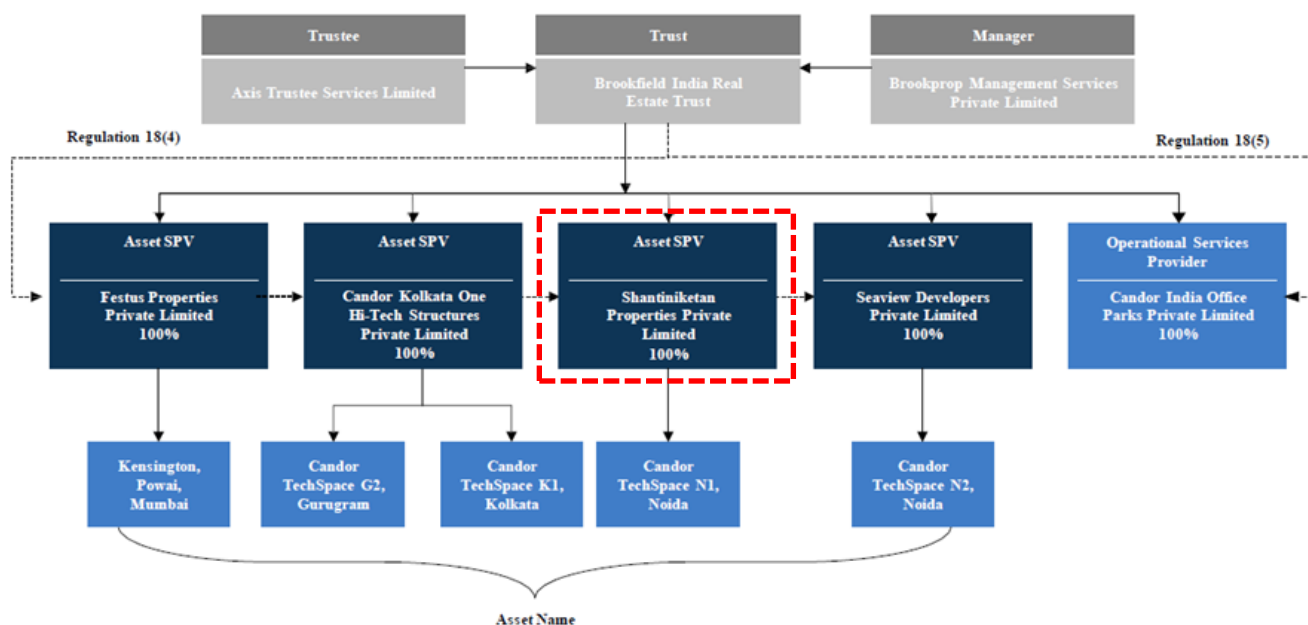 Trustee
Axis Trustee Services Limited
Trust
Brookfield India Real
Estate Trust
Manager
Brookprop Management Services
Private Limited
Regulation 18(4)
Regulation 18(5)
Asset SPV
Festus Properties
Private Limited
100%
Asset SPV
Candor Kolkata One
Hi-Tech Structures
Private Limited
100%
Asset SPV
Shantiniketan
Properties Private
Limited
100%
Asset SPV
Seaview Developers
Private Limited
100%
Operational Services
Provider
Candor India Office
Parks Private Limited
100%
Kensington,
Powai,
Mumbai
Candor
TechSpace G2,
Gurugram
Candor
TechSpace K1,
Kolkata
Candor
TechSpace N1,
Noida
Candor
TechSpace N2,
Noida
Asset Name